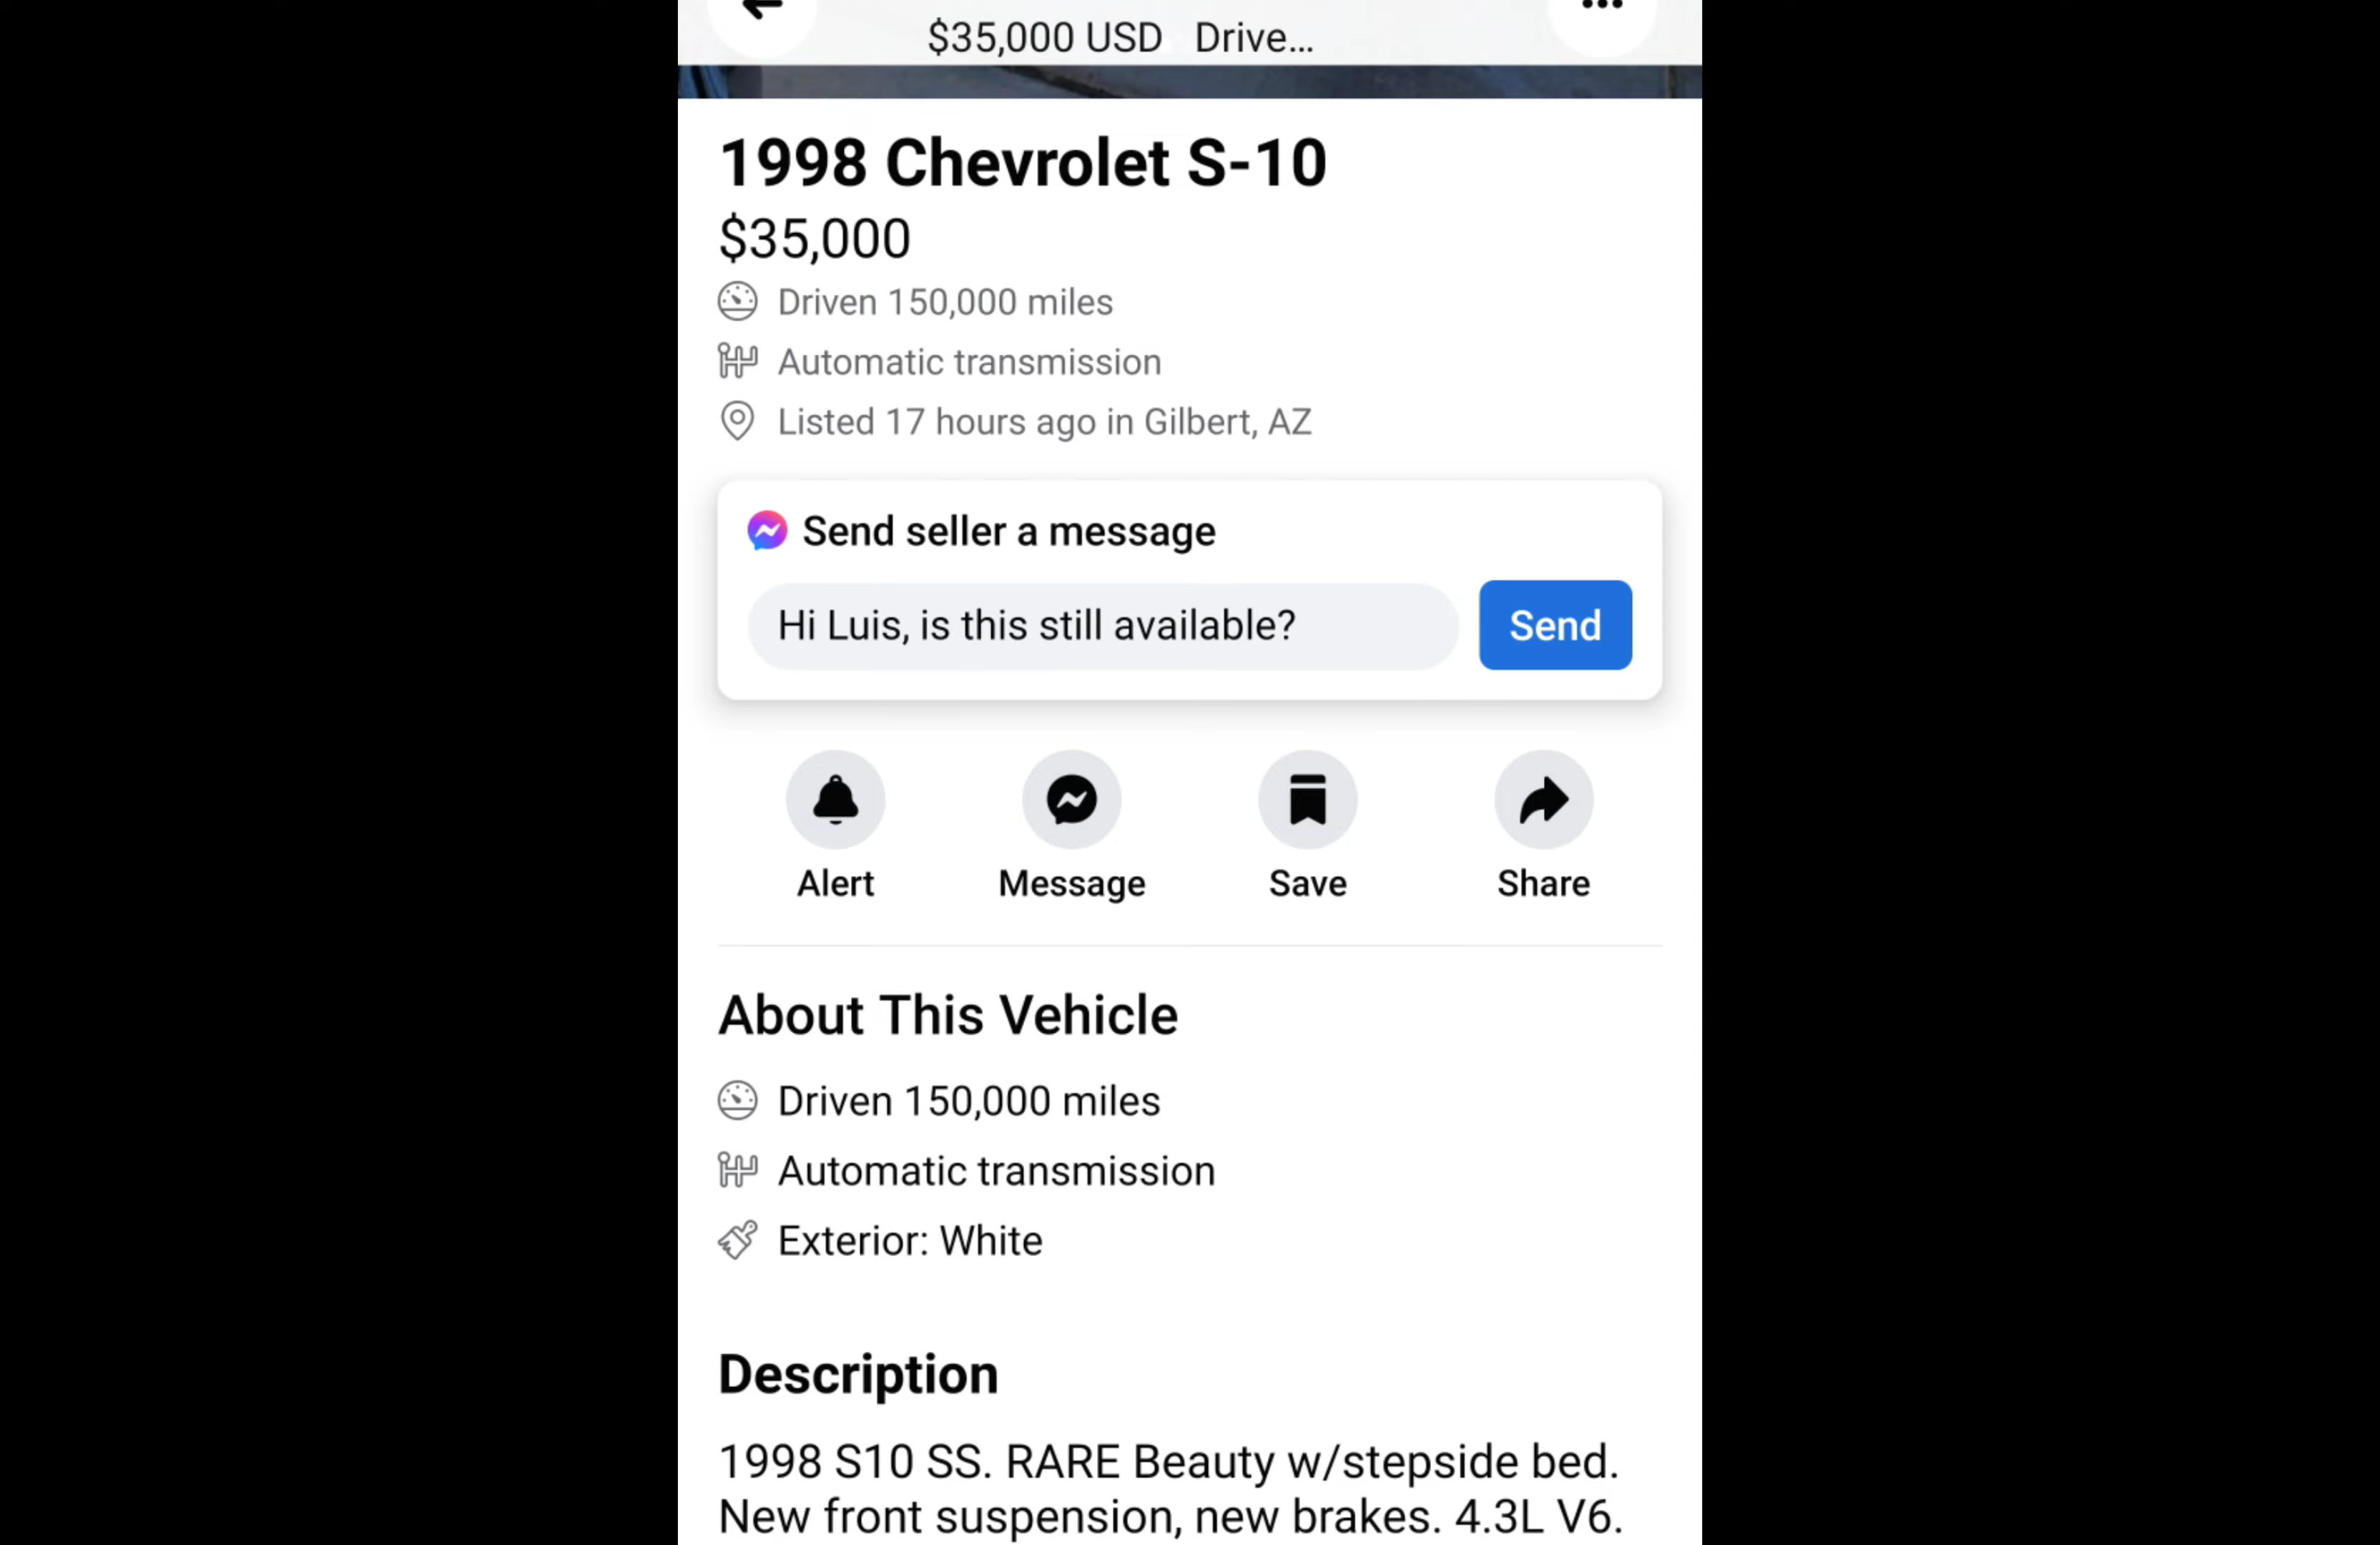 $35,000 USD Drive...
1998 Chevrolet S-10
$35,000
Driven 150,000 miles
Automatic transmission
Listed 17 hours ago in Gilbert, AZ
Send seller a message
Hi Luis, is this still available?
Send
Alert
Message
Save
Share
About This Vehicle
Driven 150,000 miles
Automatic transmission
Exterior: White
Description
1998 S10 SS. RARE Beauty w/stepside bed.
New front suspension, new brakes. 4.3L V6.